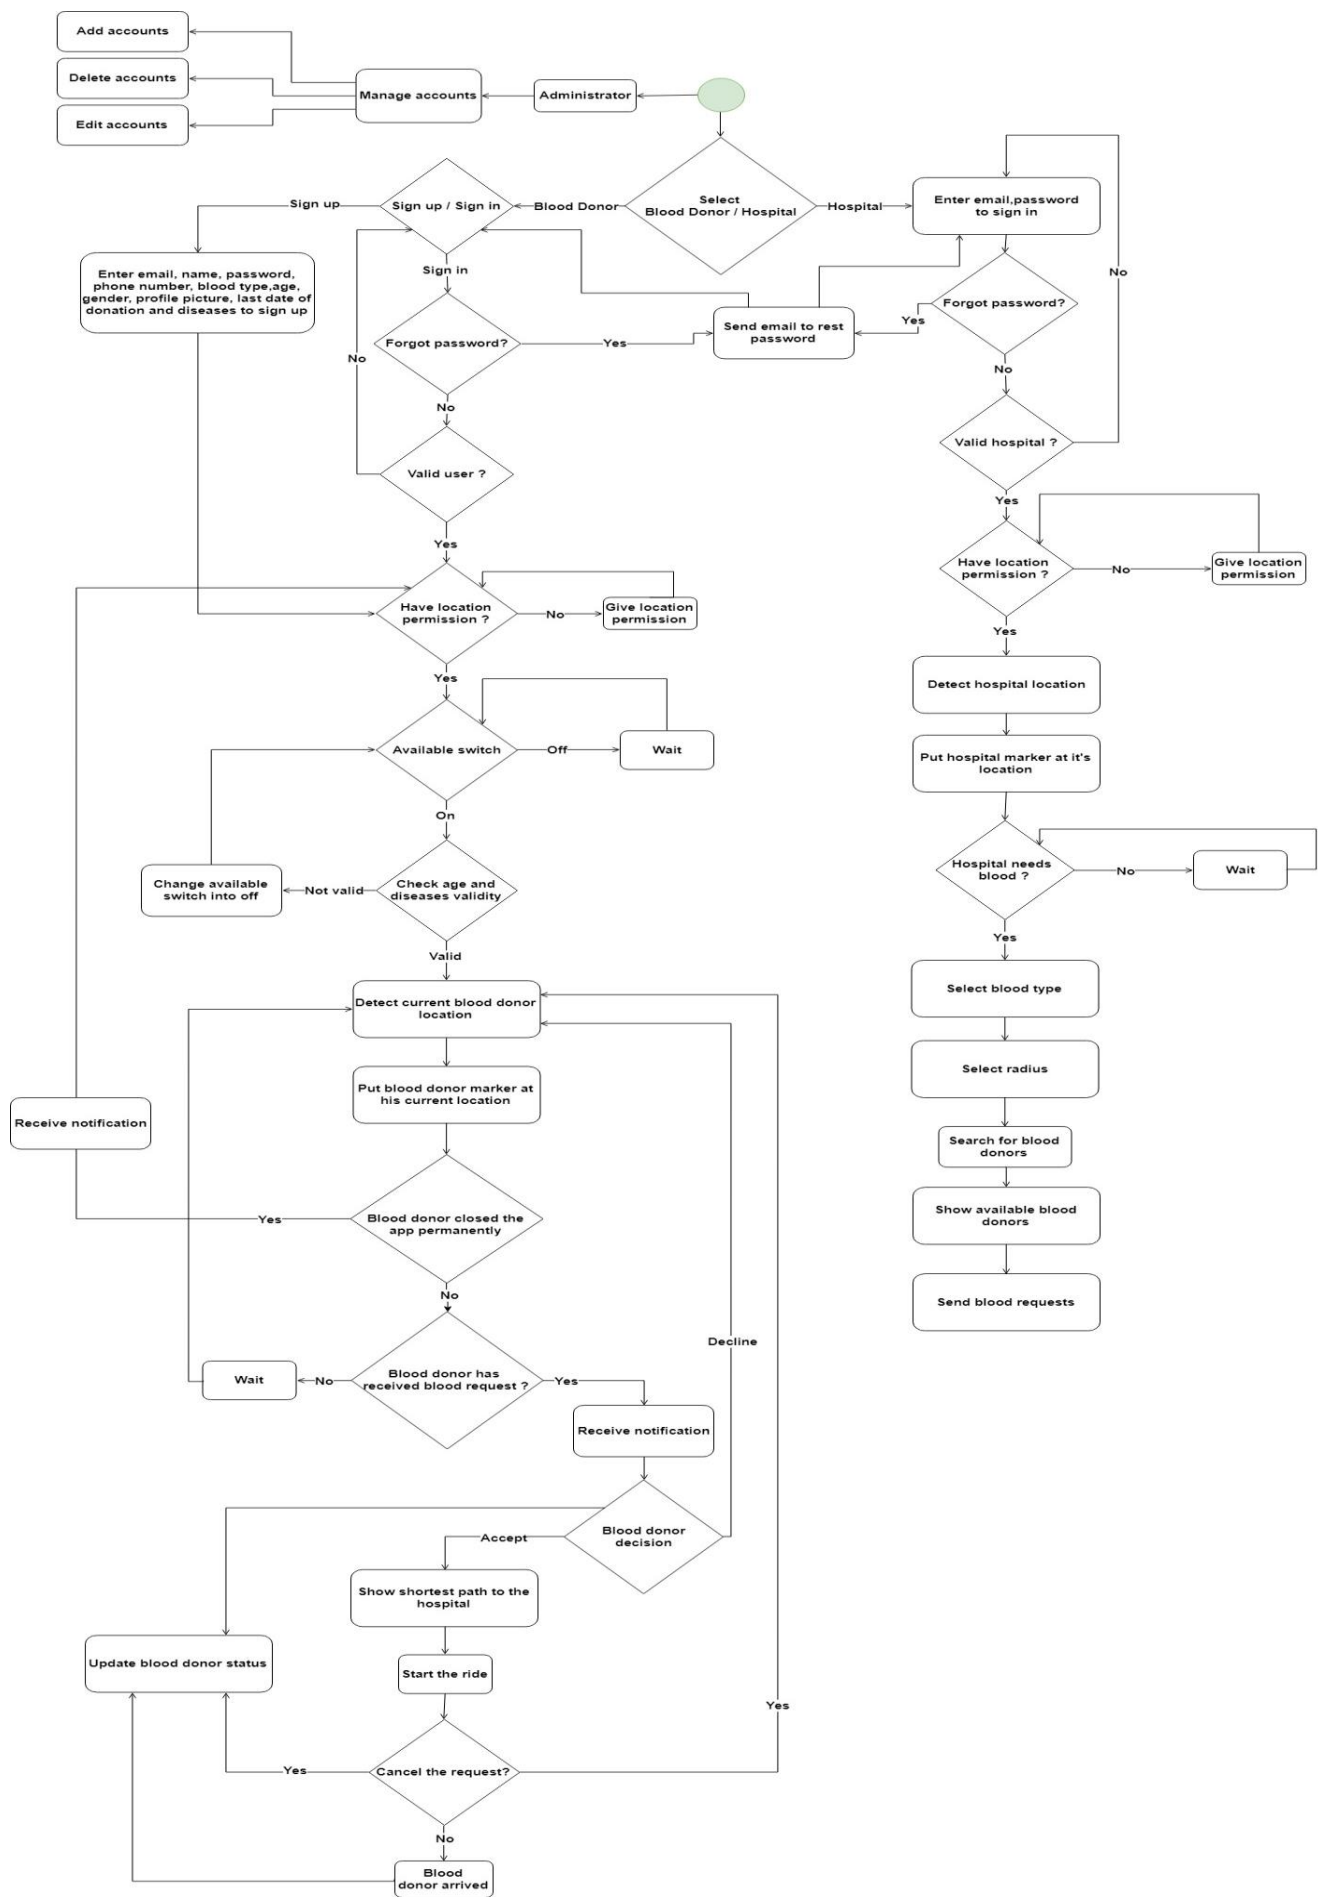 Add accounts
Delete accounts
Edit accounts
Manage accounts
Administrator
Select
Blood Donor / Hospital
Blood Donor
Hospital
Sign up / Sign in
Sign up
Sign in
Enter email,password
to sign in
No
Enter email, name, password,
phone number, blood type,age,
gender, profile picture, last date of
donation and diseases to sign up
Forgot password?
Yes
Send email to rest
password
Yes
Forgot password?
No
No
No
Valid user ?
Valid hospital ?
Yes
Yes
Have location
permission ?
No
Give location
permission
Have location
permission ?
No
Give location
permission
Yes
Yes
Available switch
Off
Wait
Detect hospital location
Put hospital marker at it's
location
On
Check age and
diseases validity
Not valid
Change available
switch into off
Hospital needs
blood ?
No
Wait
Valid
Yes
Detect current blood donor
location
Select blood type
Put blood donor marker at
his current location
Select radius
Receive notification
Search for blood
donors
Blood donor closed the
app permanently
Yes
Show available blood
donors
No
Send blood requests
Decline
Blood donor has
received blood request ?
No
Wait
Yes
Receive notification
Blood donor
decision
Accept
Show shortest path to the
hospital
Update blood donor status
Start the ride
Yes
Cancel the request?
Yes
No
Blood
donor arrived